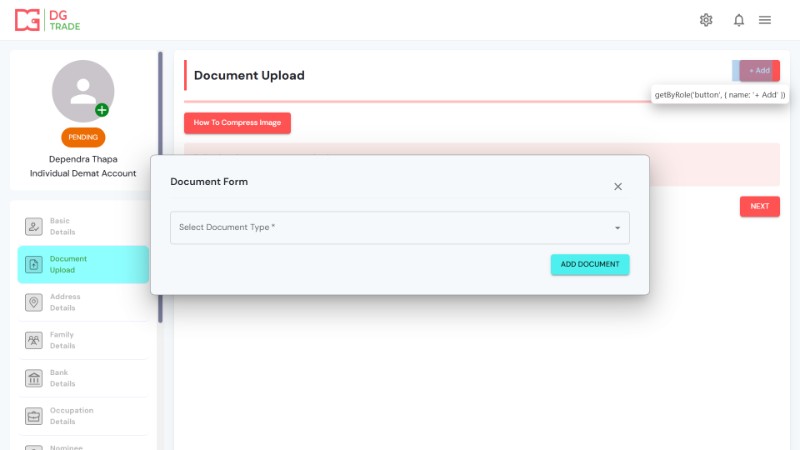 DG
TRADE
PENDING
Dependra Thapa
Individual Demat Account
Basic
Details
Document
Upload
Address
Details
Family
Details
Bank
Details
Occupation
Details
Nominee
Document Upload
+ Add
getByRole('button', { name: '+ Add' })
How To Compress Image
NEXT
Document Form
Select Document Type *
ADD DOCUMENT